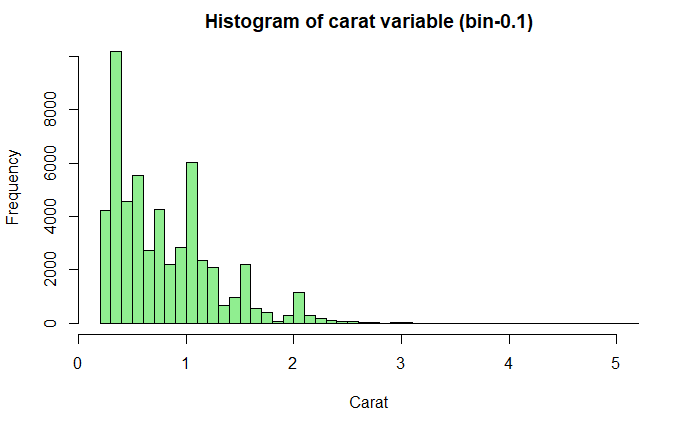 Histogram of carat variable (bin-0.1)
Frequency
8000
6000
4000
2000
0
0 1 2 3 4 5
Carat